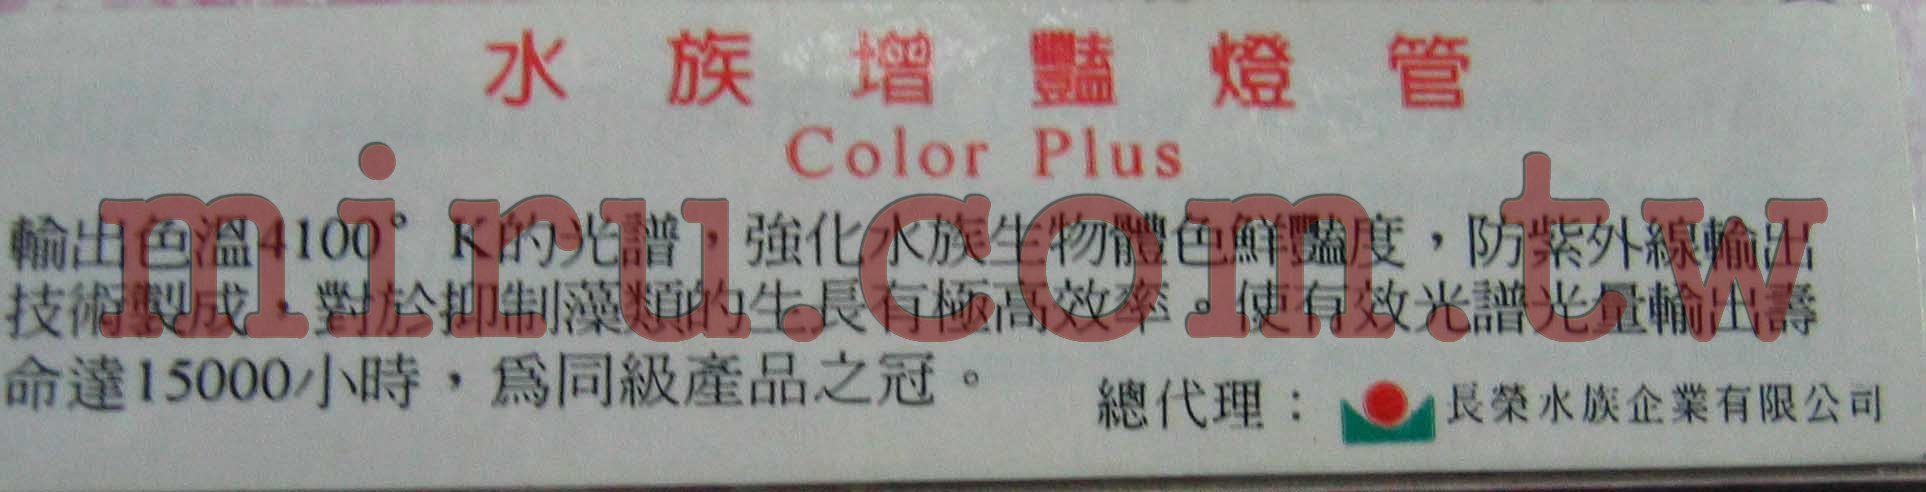 水族增豔燈管
Color Plus
miru.com.tw
輸出色溫4100°K的光譜，強化水族生物體色鮮豔度，防紫外線輸出
技術製成，對於抑制藻類的生長有極高效率。使有效光譜光量輸出壽
命達15000小時，為同級產品之冠。
總代理：長榮水族企業有限公司